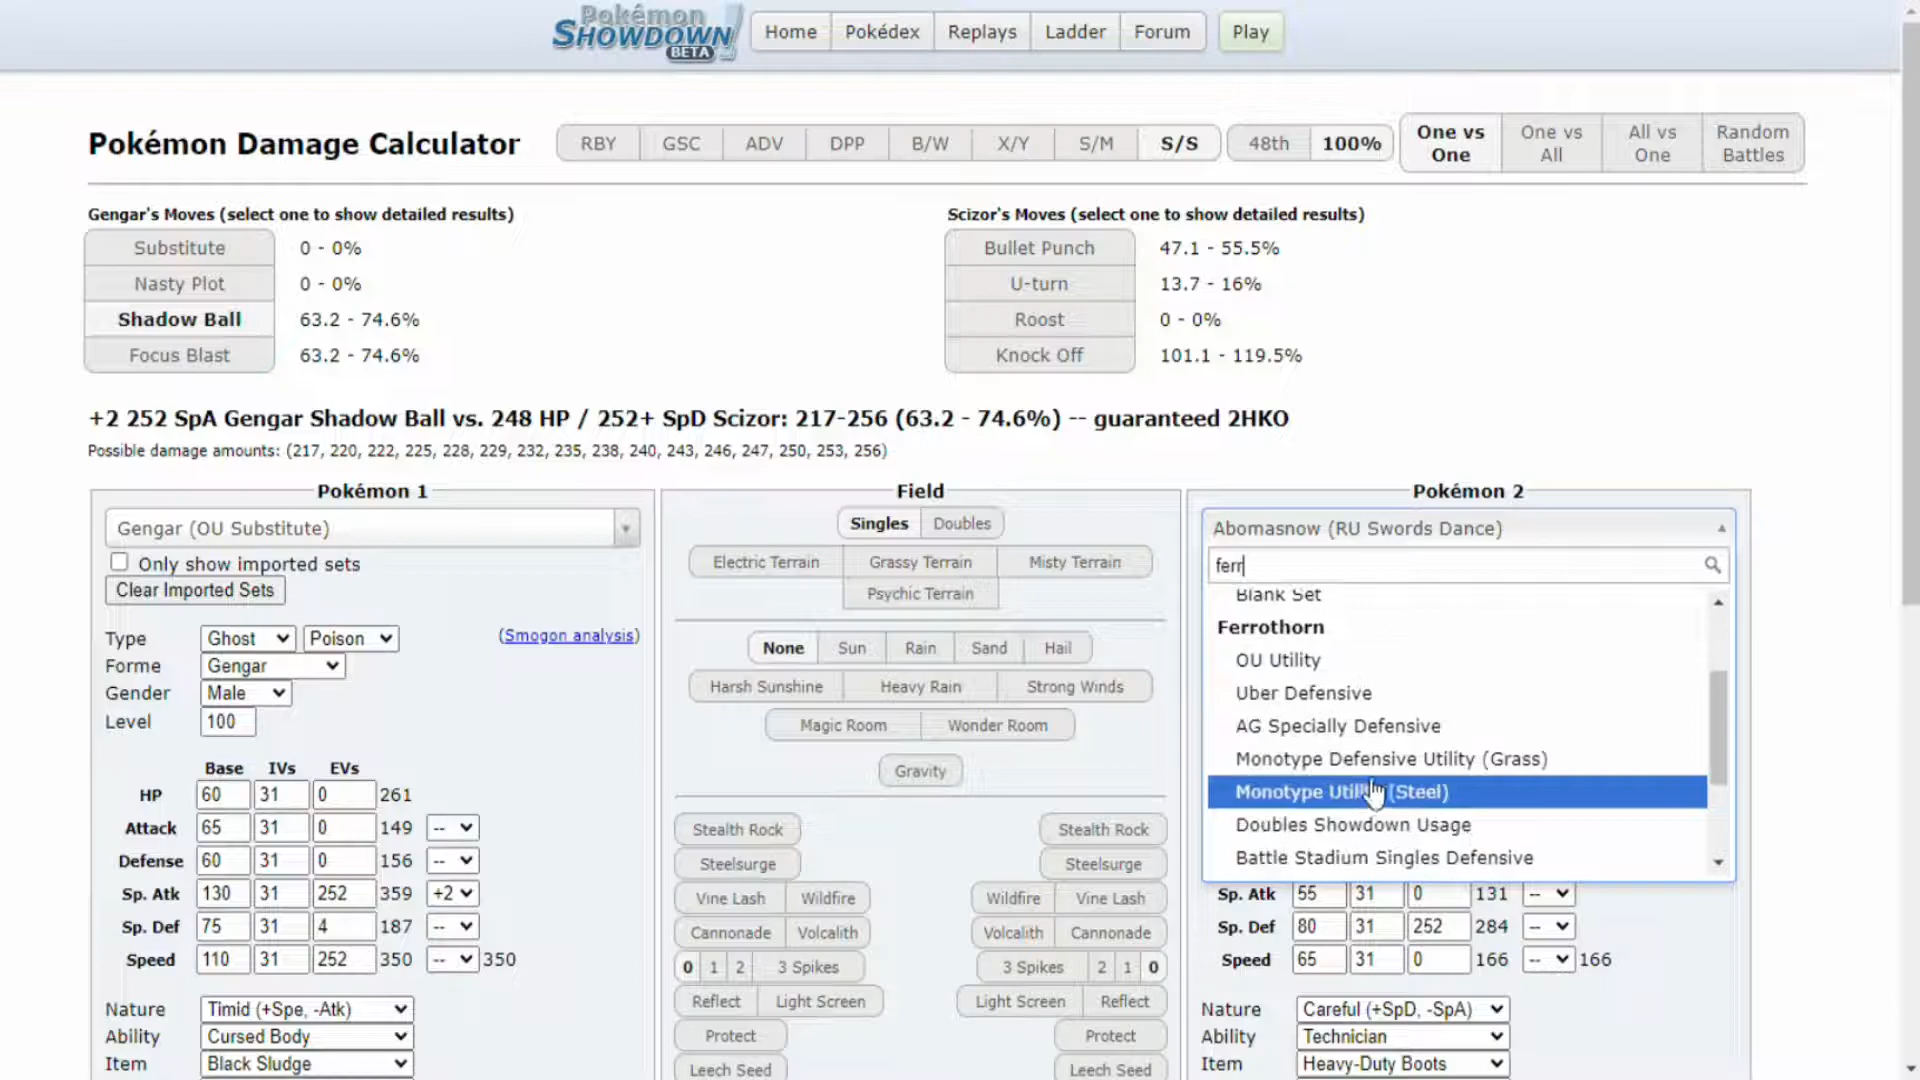 Pokémon SHOWDOWN! BETA
Home Pokédex Replays Ladder Forum Play
Pokémon Damage Calculator
RBY GSC ADV DPP B/W X/Y S/M S/S 48th 100% One vs One One vs All All vs One Random Battles
Gengar's Moves (select one to show detailed results)
Substitute 0 - 0%
Nasty Plot 0 - 0%
Shadow Ball 63.2 - 74.6%
Focus Blast 63.2 - 74.6%
Scizor's Moves (select one to show detailed results)
Bullet Punch 47.1 - 55.5%
U-turn 13.7 - 16%
Roost 0 - 0%
Knock Off 101.1 - 119.5%
+2 252 SpA Gengar Shadow Ball vs. 248 HP / 252+ SpD Scizor: 217-256 (63.2 - 74.6%) -- guaranteed 2HKO
Possible damage amounts: (217, 220, 222, 225, 228, 229, 232, 235, 238, 240, 243, 246, 247, 250, 253, 256)
Pokémon 1
Gengar (OU Substitute)
Only show imported sets
Clear Imported Sets
Type Ghost Poison (Smogon analysis)
Forme Gengar
Gender Male
Level 100
Base IVs EVs
HP 60 31 0 261
Attack 65 31 0 149 --
Defense 60 31 0 156 --
Sp. Atk 130 31 252 359 +2
Sp. Def 75 31 4 187 --
Speed 110 31 252 350 -- 350
Nature Timid (+Spe, -Atk)
Ability Cursed Body
Item Black Sludge
Field
Singles Doubles
Electric Terrain Grassy Terrain Misty Terrain
Psychic Terrain
None Sun Rain Sand Hail
Harsh Sunshine Heavy Rain Strong Winds
Magic Room Wonder Room
Gravity
Stealth Rock Stealth Rock
Steelsurge Steelsurge
Vine Lash Wildfire Wildfire Vine Lash
Cannonade Volcalith Volcalith Cannonade
0 1 2 3 Spikes 3 Spikes 2 1 0
Reflect Light Screen Light Screen Reflect
Protect Protect
Leech Seed Leech Seed
Pokémon 2
Abomasnow (RU Swords Dance)
ferr
Blank Set
Ferrothorn
OU Utility
Uber Defensive
AG Specially Defensive
Monotype Defensive Utility (Grass)
Monotype Utility (Steel)
Doubles Showdown Usage
Battle Stadium Singles Defensive
Sp. Atk 55 31 0 131 --
Sp. Def 80 31 252 284 --
Speed 65 31 0 166 -- 166
Nature Careful (+SpD, -SpA)
Ability Technician
Item Heavy-Duty Boots